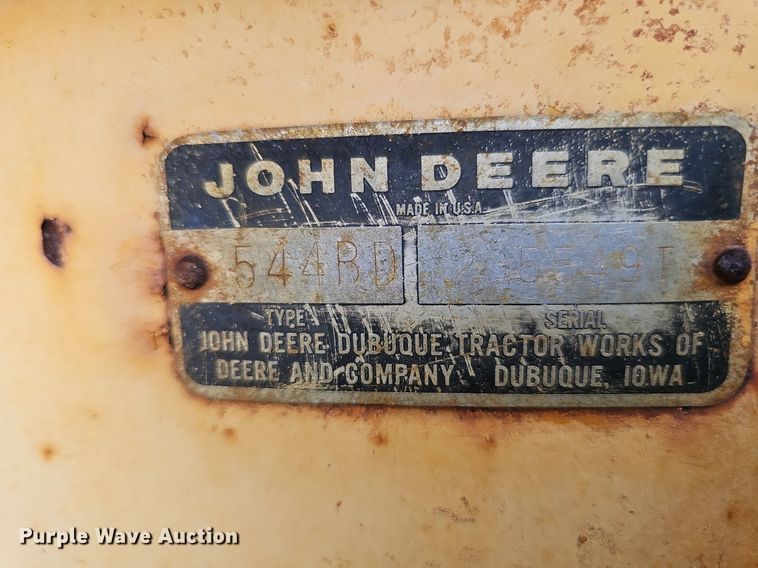 JOHN DEERE
MADE IN U.S.A.
544BD
TYPE SERIAL
JOHN DEERE DUBUQUE TRACTOR WORKS OF
DEERE AND COMPANY DUBUQUE, IOWA
Purple Wave Auction